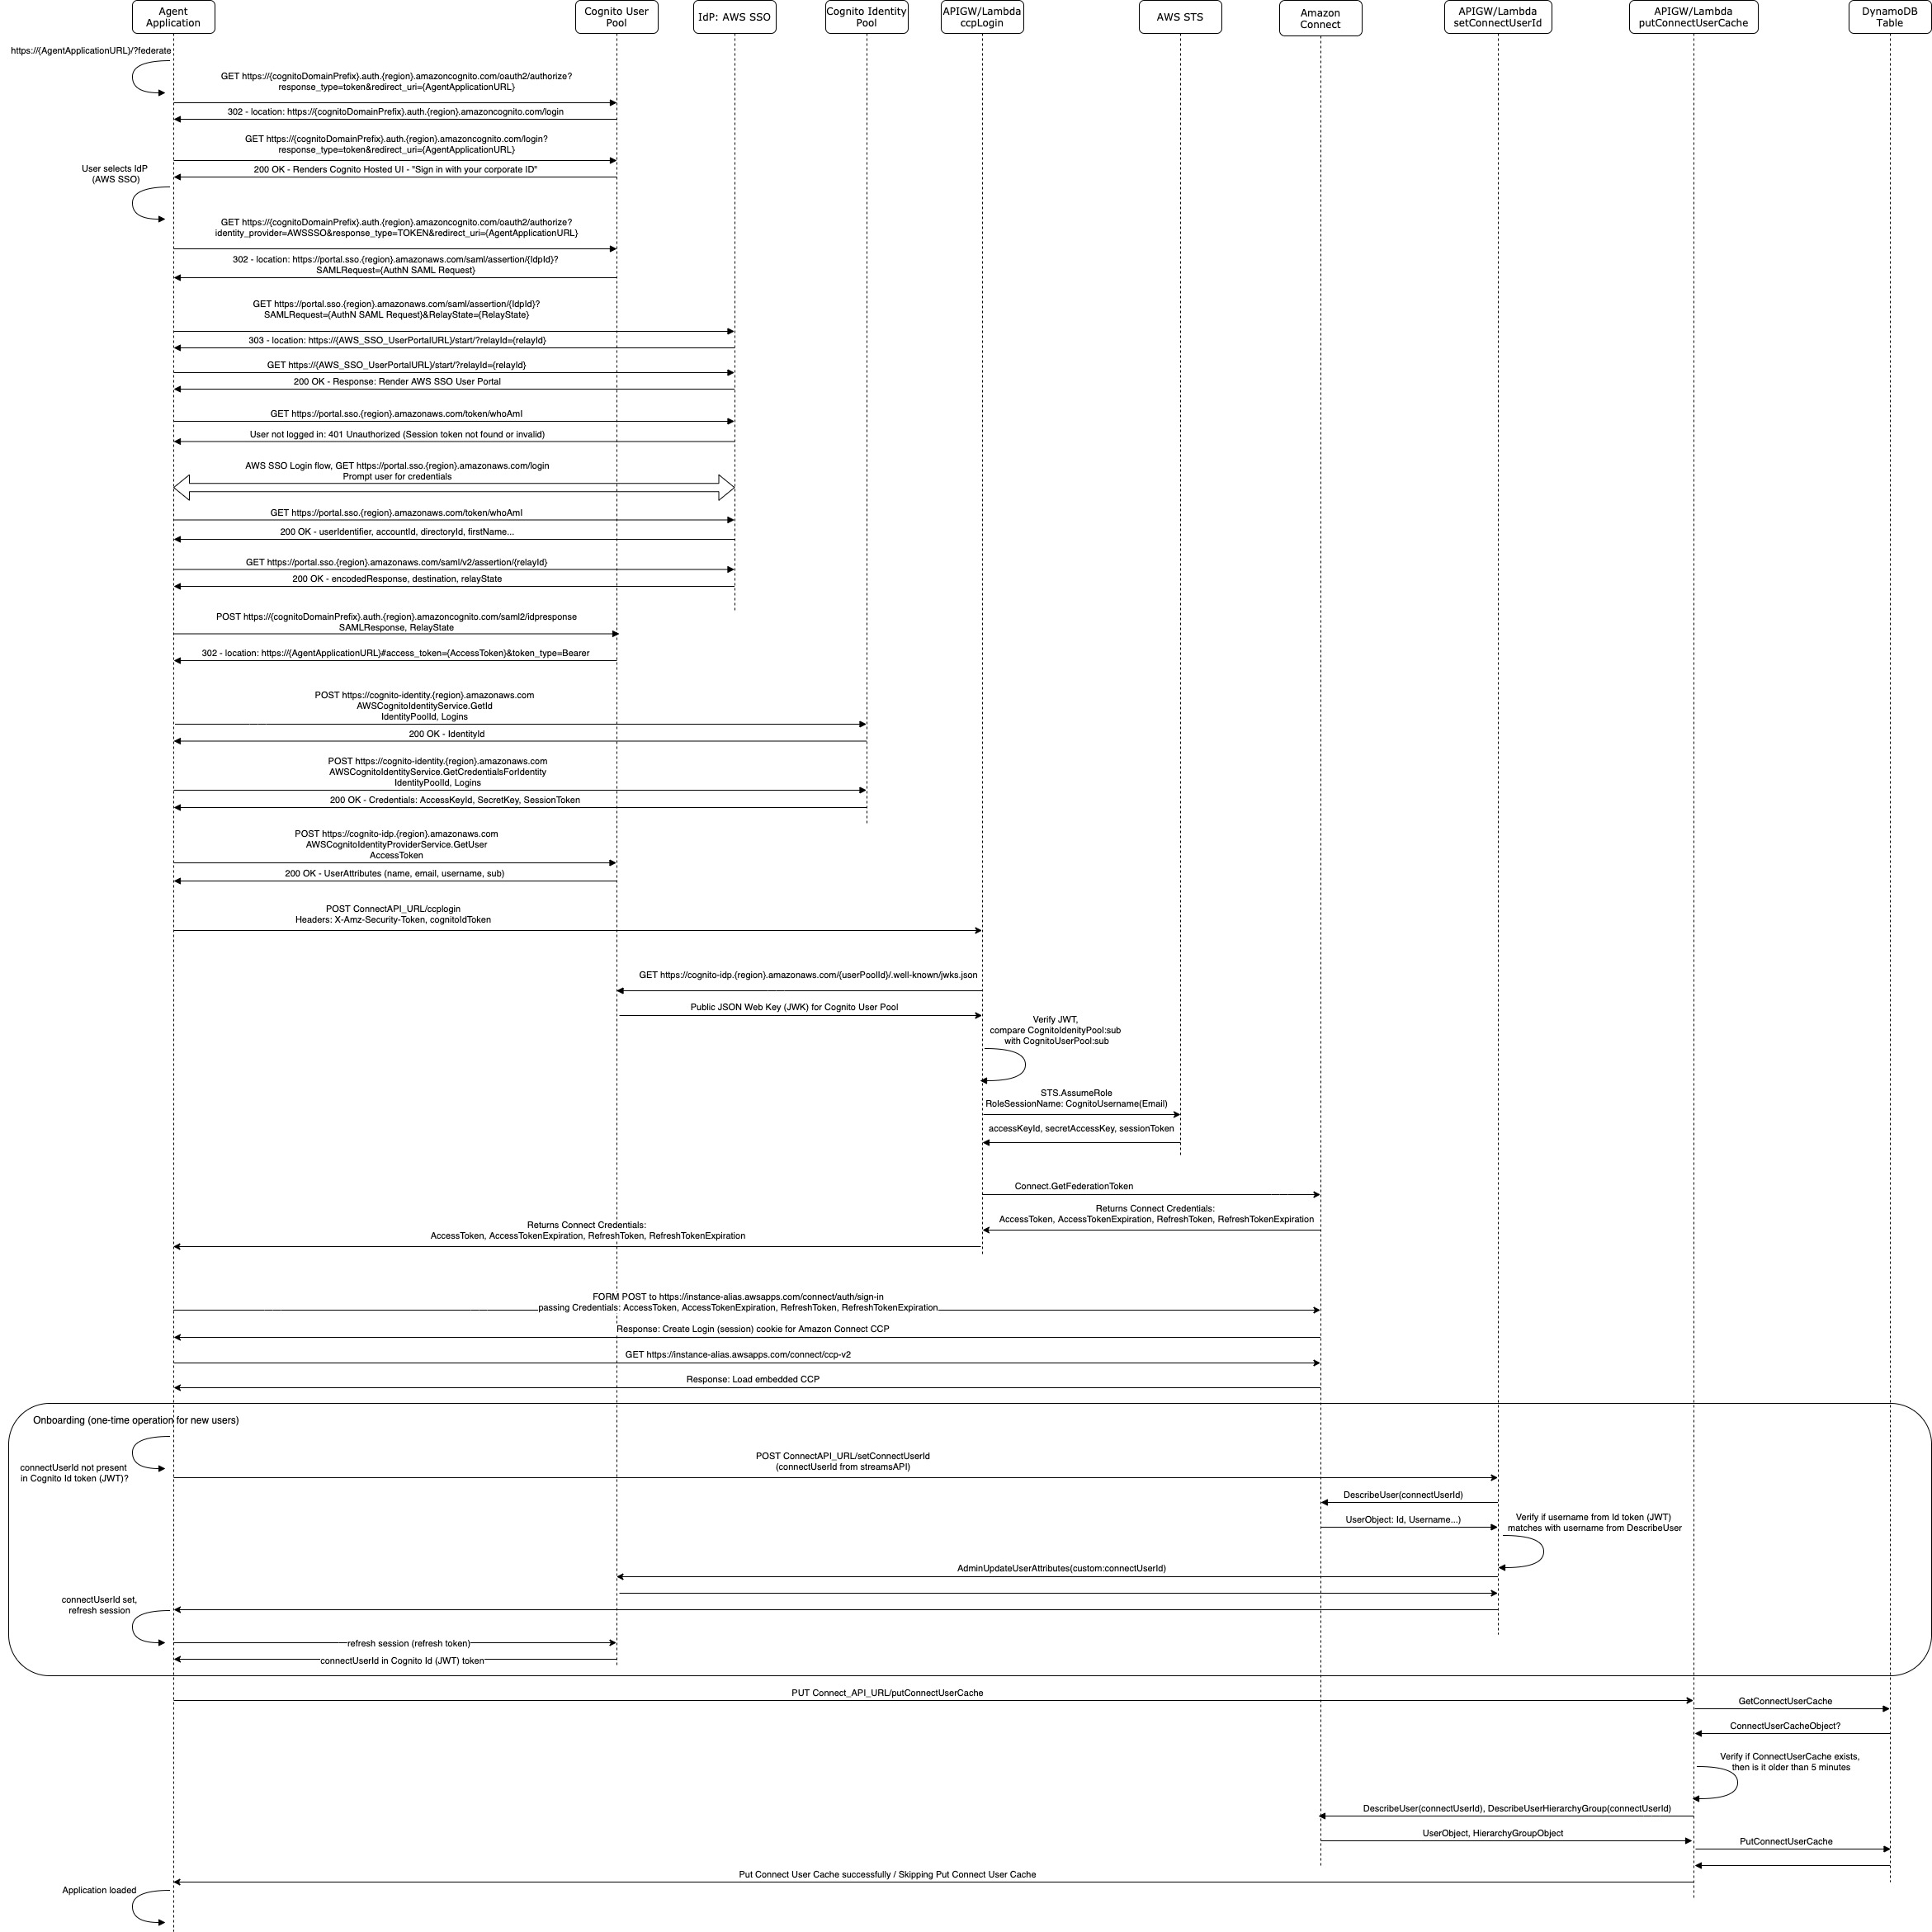 Agent
Application
Cognito User
Pool
IdP: AWS SSO
Cognito Identity
Pool
APIGW/Lambda
ccpLogin
AWS STS
Amazon
Connect
APIGW/Lambda
setConnectUserId
APIGW/Lambda
putConnectUserCache
DynamoDB
Table
https://{AgentApplicationURL}/?federate
GET https://{cognitoDomainPrefix}.auth.{region}.amazoncognito.com/oauth2/authorize?
response_type=token&redirect_uri={AgentApplicationURL}
302 - location: https://{cognitoDomainPrefix}.auth.{region}.amazoncognito.com/login
GET https://{cognitoDomainPrefix}.auth.{region}.amazoncognito.com/login?
response_type=token&redirect_uri={AgentApplicationURL}
User selects IdP
(AWS SSO)
200 OK - Renders Cognito Hosted UI - "Sign in with your corporate ID"
GET https://{cognitoDomainPrefix}.auth.{region}.amazoncognito.com/oauth2/authorize?
identity_provider=AWSSSO&response_type=TOKEN&redirect_uri={AgentApplicationURL}
302 - location: https://portal.sso.{region}.amazonaws.com/saml/assertion/{IdpId}?
SAMLRequest={AuthN SAML Request}
GET https://portal.sso.{region}.amazonaws.com/saml/assertion/{IdpId}?
SAMLRequest={AuthN SAML Request}&RelayState={RelayState}
303 - location: https://{AWS_SSO_UserPortalURL}/start/?relayId={relayId}
GET https://{AWS_SSO_UserPortalURL}/start/?relayId={relayId}
200 OK - Response: Render AWS SSO User Portal
GET https://portal.sso.{region}.amazonaws.com/token/whoAmI
User not logged in: 401 Unauthorized (Session token not found or invalid)
AWS SSO Login flow, GET https://portal.sso.{region}.amazonaws.com/login
Prompt user for credentials
GET https://portal.sso.{region}.amazonaws.com/token/whoAmI
200 OK - userIdentifier, accountId, directoryId, firstName...
GET https://portal.sso.{region}.amazonaws.com/saml/v2/assertion/{relayId}
200 OK - encodedResponse, destination, relayState
POST https://{cognitoDomainPrefix}.auth.{region}.amazoncognito.com/saml2/idpresponse
SAMLResponse, RelayState
302 - location: https://{AgentApplicationURL}#access_token={AccessToken}&token_type=Bearer
POST https://cognito-identity.{region}.amazonaws.com
AWSCognitoIdentityService.GetId
IdentityPoolId, Logins
200 OK - IdentityId
POST https://cognito-identity.{region}.amazonaws.com
AWSCognitoIdentityService.GetCredentialsForIdentity
IdentityPoolId, Logins
200 OK - Credentials: AccessKeyId, SecretKey, SessionToken
POST https://cognito-idp.{region}.amazonaws.com
AWSCognitoIdentityProviderService.GetUser
AccessToken
200 OK - UserAttributes (name, email, username, sub)
POST ConnectAPI_URL/ccplogin
Headers: X-Amz-Security-Token, cognitoIdToken
GET https://cognito-idp.{region}.amazonaws.com/{userPoolId}/.well-known/jwks.json
Public JSON Web Key (JWK) for Cognito User Pool
Verify JWT,
compare CognitoIdenityPool:sub
with CognitoUserPool:sub
STS.AssumeRole
RoleSessionName: CognitoUsername(Email)
accessKeyId, secretAccessKey, sessionToken
Connect.GetFederationToken
Returns Connect Credentials:
AccessToken, AccessTokenExpiration, RefreshToken, RefreshTokenExpiration
Returns Connect Credentials:
AccessToken, AccessTokenExpiration, RefreshToken, RefreshTokenExpiration
FORM POST to https://instance-alias.awsapps.com/connect/auth/sign-in
passing Credentials: AccessToken, AccessTokenExpiration, RefreshToken, RefreshTokenExpiration
Response: Create Login (session) cookie for Amazon Connect CCP
GET https://instance-alias.awsapps.com/connect/ccp-v2
Response: Load embedded CCP
Onboarding (one-time operation for new users)
connectUserId not present
in Cognito Id token (JWT)?
POST ConnectAPI_URL/setConnectUserId
(connectUserId from streamsAPI)
DescribeUser(connectUserId)
UserObject: Id, Username...)
Verify if username from Id token (JWT)
matches with username from DescribeUser
AdminUpdateUserAttributes(custom:connectUserId)
connectUserId set,
refresh session
refresh session (refresh token)
connectUserId in Cognito Id (JWT) token
PUT Connect_API_URL/putConnectUserCache
GetConnectUserCache
ConnectUserCacheObject?
Verify if ConnectUserCache exists,
then is it older than 5 minutes
DescribeUser(connectUserId), DescribeUserHierarchyGroup(connectUserId)
UserObject, HierarchyGroupObject
PutConnectUserCache
Put Connect User Cache successfully / Skipping Put Connect User Cache
Application loaded